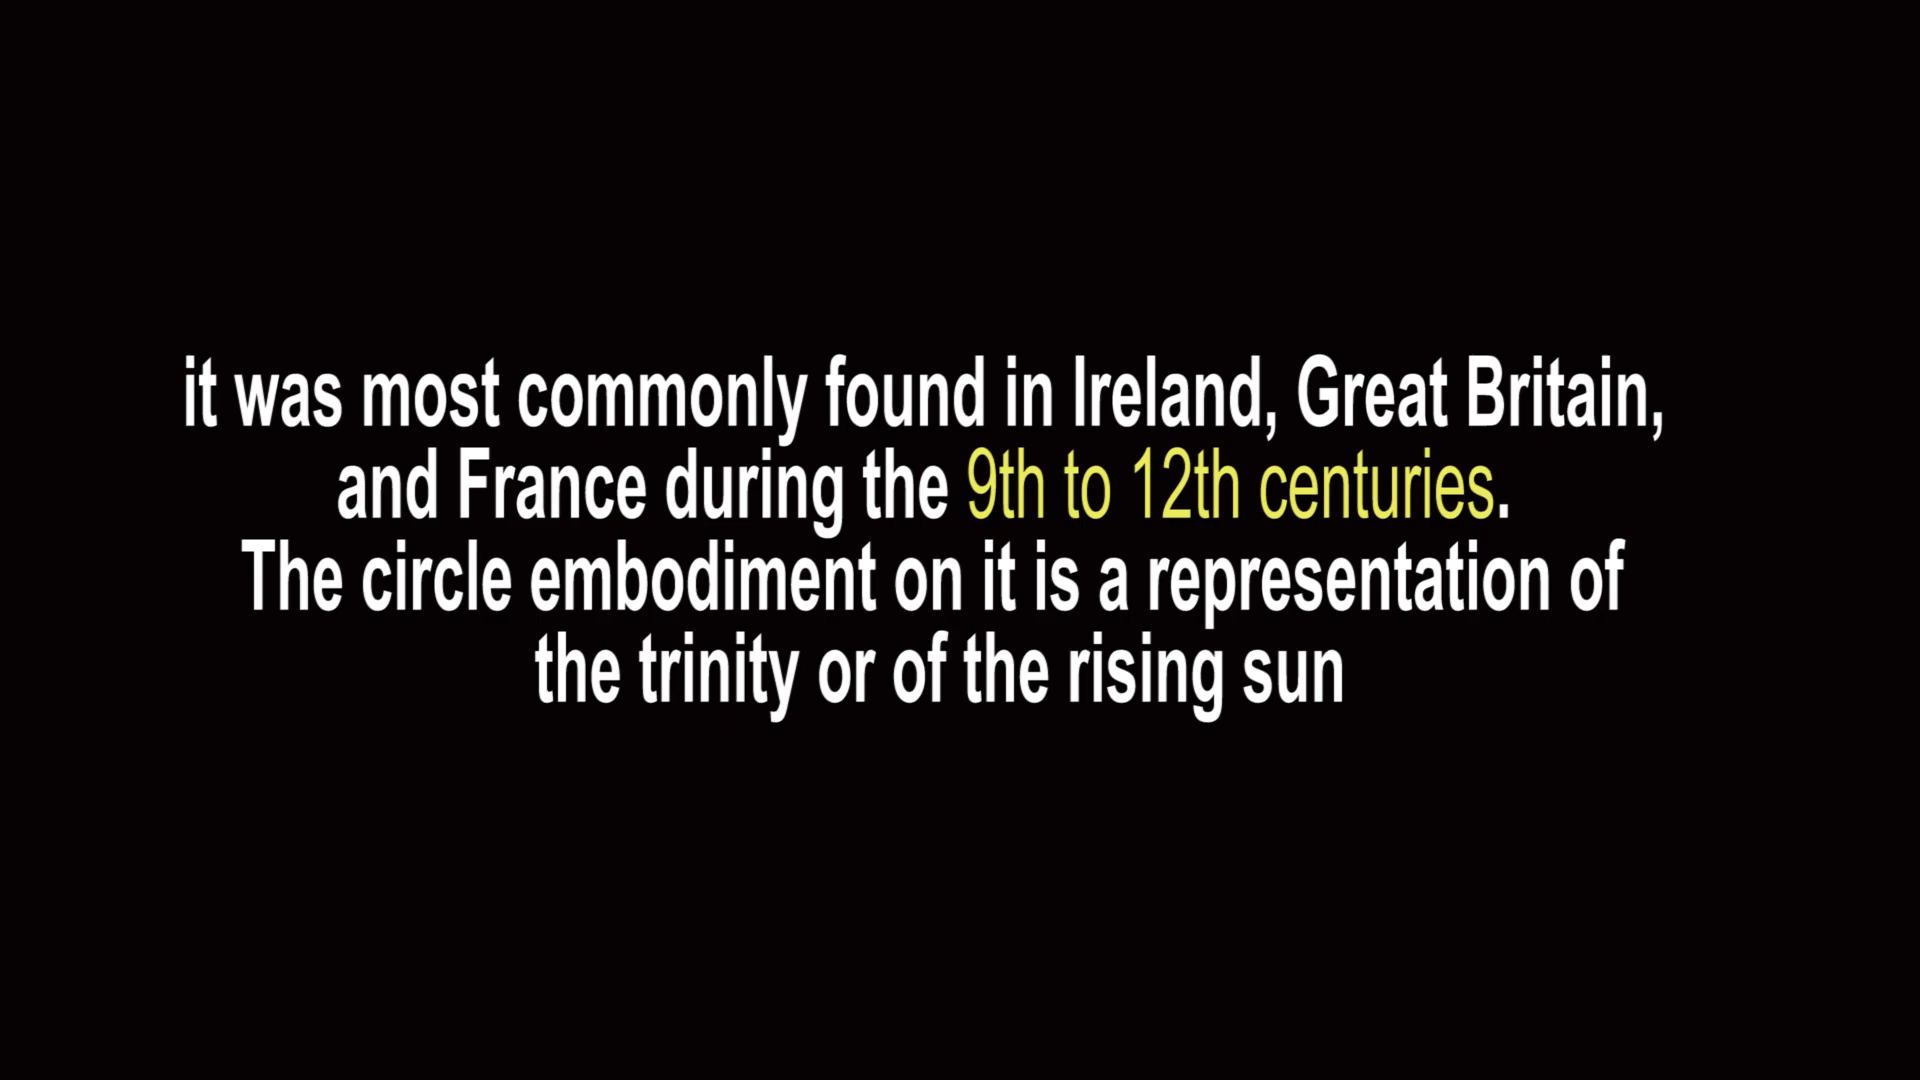 it was most commonly found in Ireland, Great Britain,
and France during the 9th to 12th centuries.
The circle embodiment on it is a representation of
the trinity or of the rising sun